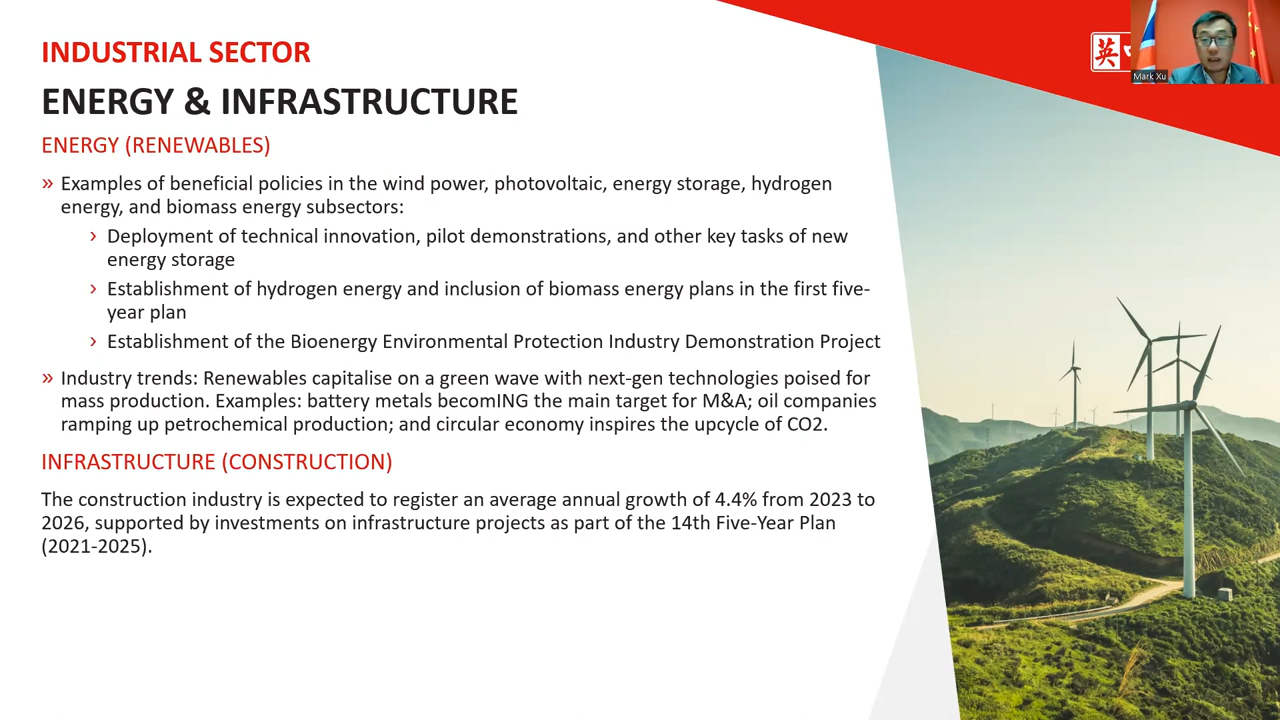 INDUSTRIAL SECTOR
ENERGY & INFRASTRUCTURE
ENERGY (RENEWABLES)
» Examples of beneficial policies in the wind power, photovoltaic, energy storage, hydrogen
energy, and biomass energy subsectors:
› Deployment of technical innovation, pilot demonstrations, and other key tasks of new
energy storage
› Establishment of hydrogen energy and inclusion of biomass energy plans in the first five-
year plan
› Establishment of the Bioenergy Environmental Protection Industry Demonstration Project
» Industry trends: Renewables capitalise on a green wave with next-gen technologies poised for
mass production. Examples: battery metals becomING the main target for M&A; oil companies
ramping up petrochemical production; and circular economy inspires the upcycle of CO2.
INFRASTRUCTURE (CONSTRUCTION)
The construction industry is expected to register an average annual growth of 4.4% from 2023 to
2026, supported by investments on infrastructure projects as part of the 14th Five-Year Plan
(2021-2025).
英
Mark Xu